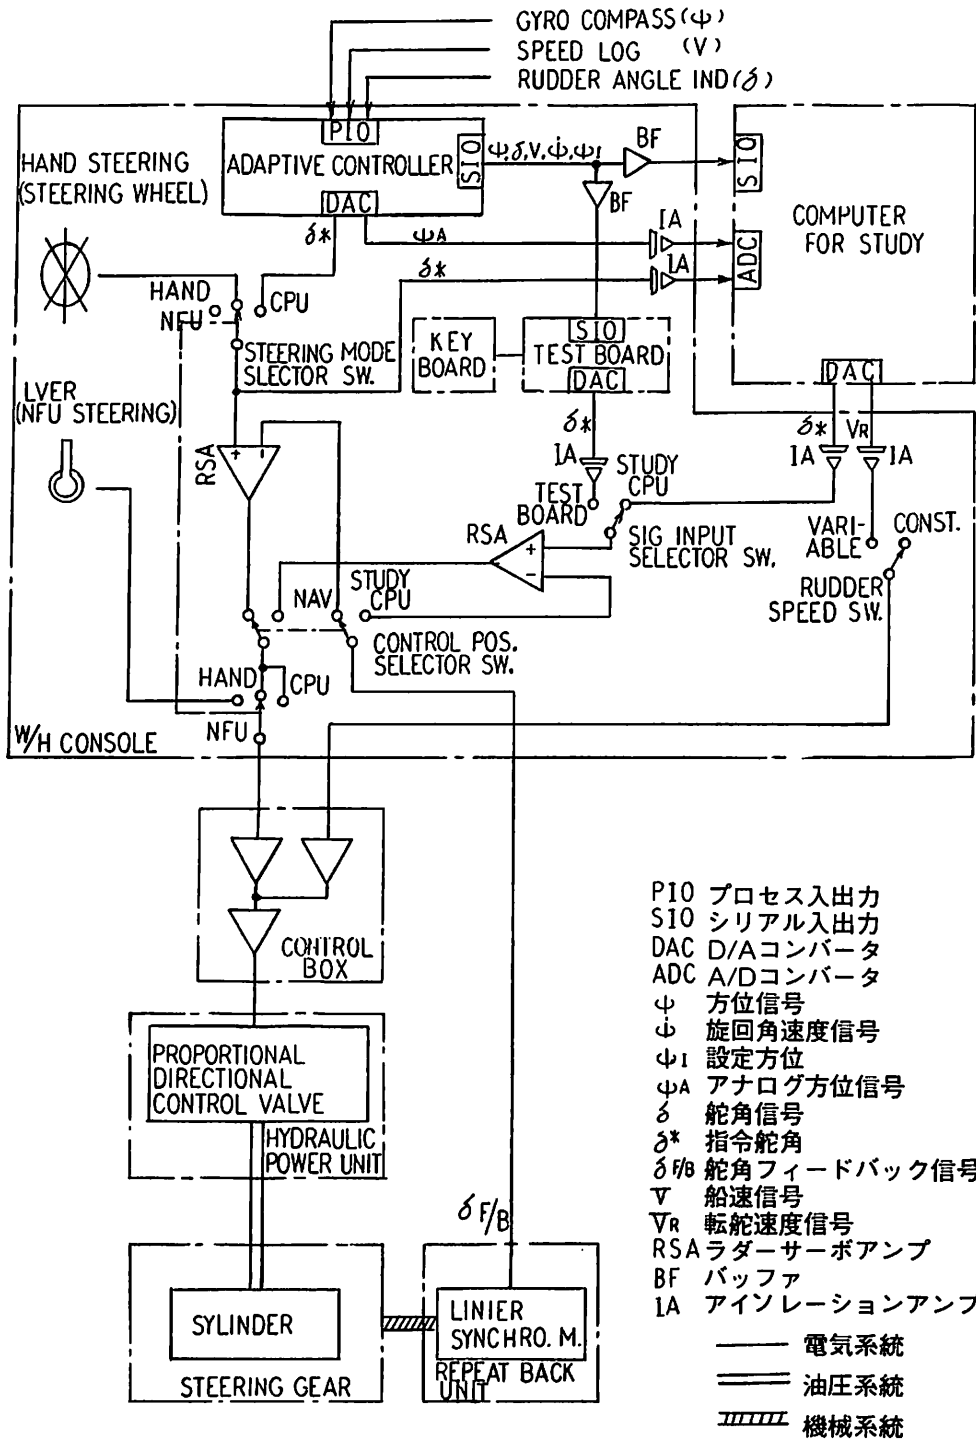 GYRO COMPASS(ψ)
SPEED LOG (V)
RUDDER ANGLE IND(δ)
PIO
ADAPTIVE CONTROLLER
SIO
DAC
ψ,δ,V,ψ̇,ψI
BF
BF
SIO
HAND STEERING
(STEERING WHEEL)
COMPUTER
FOR STUDY
δ*
ψA
IA
ADC
δ*
IA
HAND
CPU
NFU
STEERING MODE
SLECTOR SW.
KEY
BOARD
SIO
TEST BOARD
DAC
DAC
LVER
(NFU STEERING)
δ*
δ*
VR
RSA
+
-
IA
IA
IA
STUDY
CPU
TEST
BOARD
SIG INPUT
SELECTOR SW.
VARI-
ABLE
CONST.
RUDDER
SPEED SW.
RSA
+
-
NAV
STUDY
CPU
CONTROL POS.
SELECTOR SW.
HAND
CPU
NFU
W/H CONSOLE
CONTROL
BOX
PROPORTIONAL
DIRECTIONAL
CONTROL VALVE
HYDRAULIC
POWER UNIT
δ F/B
SYLINDER
STEERING GEAR
LINIER
SYNCHRO. M.
REPEAT BACK
UNIT
PIO プロセス入出力
SIO シリアル入出力
DAC D/Aコンバータ
ADC A/Dコンバータ
ψ 方位信号
ψ̇ 旋回角速度信号
ψI 設定方位
ψA アナログ方位信号
δ 舵角信号
δ* 指令舵角
δF/B 舵角フィードバック信号
V 船速信号
VR 転舵速度信号
RSA ラダーサーボアンプ
BF バッファ
IA アイソレーションアンプ
電気系統
油圧系統
機械系統